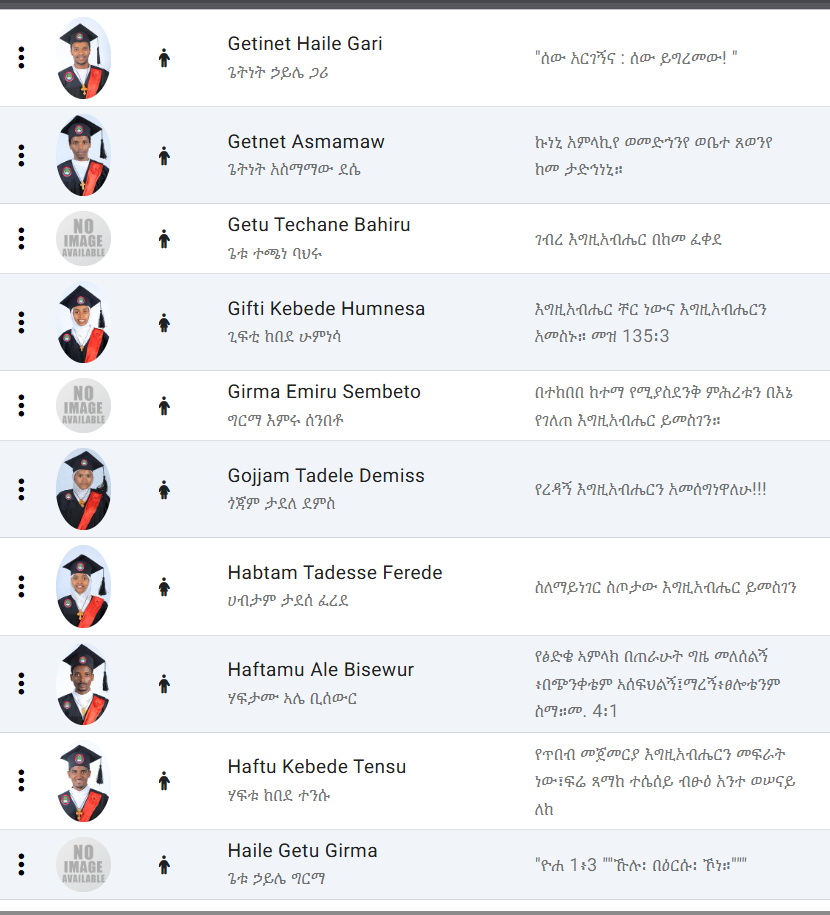 Getinet Haile Gari
ጌትነት ኃይሌ ጋሪ
"ሰው አርገኝና : ሰው ይግረመው! "
Getnet Asmamaw
ጌትነት አስማማው ደሴ
ኩነኒ አምላኪየ ወመድኅንየ ወቤተ ጸወንየ
ከመ ታድኅነኒ።
NO
IMAGE
AVAILABLE
Getu Techane Bahiru
ጌቱ ተጫነ ባህሩ
ገብረ እግዚአብሔር በከመ ፈቀደ
Gifti Kebede Humnesa
ጊፍቲ ከበደ ሁምነሳ
እግዚአብሔር ቸር ነውና እግዚአብሔርን
አመስኑ። መዝ 135፡3
NO
IMAGE
AVAILABLE
Girma Emiru Sembeto
ግርማ እምሩ ሰንበቶ
በተከበበ ከተማ የሚያስደንቅ ምሕረቱን በእኔ
የገለጠ እግዚአብሔር ይመስገን።
Gojjam Tadele Demiss
ጎጃም ታደለ ደምስ
የረዳኝ እግዚአብሔርን አመሰግነዋለሁ!!!
Habtam Tadesse Ferede
ሀብታም ታደሰ ፈረደ
ስለማይነገር ስጦታው እግዚአብሔር ይመስገን
Haftamu Ale Bisewur
ሃፍታሙ ኣሌ ቢሰውር
የፅድቄ ኣምላክ በጠራሁት ግዜ መለሰልኝ
፥በጭንቀቴም ኣሰፍህልኝ፤ማረኝ፥ፀሎቴንም
ስማ።መ. 4፡1
Haftu Kebede Tensu
ሃፍቱ ከበደ ተንሱ
የጥበብ መጀመርያ እግዚአብሔርን መፍራት
ነው፣ፍሬ ጻማከ ተሴሰይ ብፁዕ አንተ ወሠናይ
ለከ
NO
IMAGE
AVAILABLE
Haile Getu Girma
ጌቱ ኃይሌ ግርማ
"ዮሐ 1፥3 ""ኹሉ፡ በዕርሱ፡ ኾነ።"""